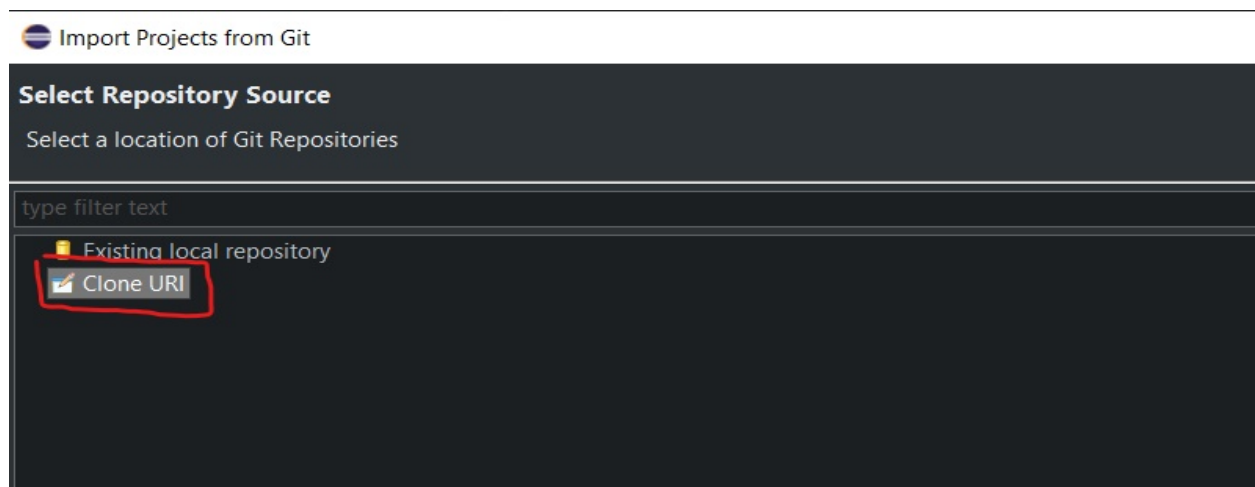 Import Projects from Git
Select Repository Source
Select a location of Git Repositories
type filter text
Existing local repository
Clone URI